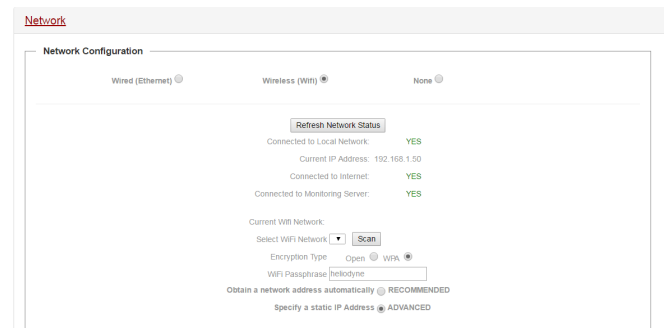 Network
Network Configuration
Wired (Ethernet) Wireless (Wifi) None
Refresh Network Status
Connected to Local Network: YES
Current IP Address: 192.168.1.50
Connected to Internet: YES
Connected to Monitoring Server: YES
Current Wifi Network:
Select WiFi Network Scan
Encryption Type Open WPA
WiFi Passphrase heliodyne
Obtain a network address automatically RECOMMENDED
Specify a static IP Address ADVANCED